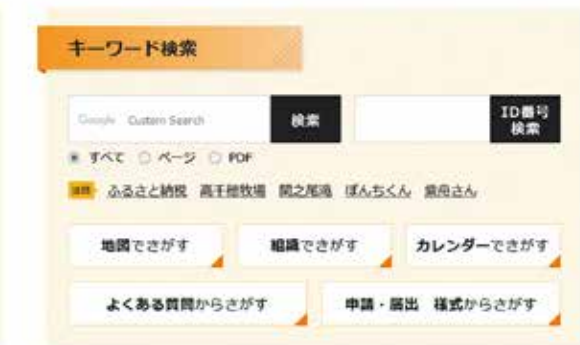 キーワード検索
Google Custom Search 検索 ID番号検索
すべて ページ PDF
注目 ふるさと納税 高千穂牧場 関之尾滝 ぼんちくん 霧島さん
地図でさがす 組織でさがす カレンダーでさがす
よくある質問からさがす 申請・届出 様式からさがす